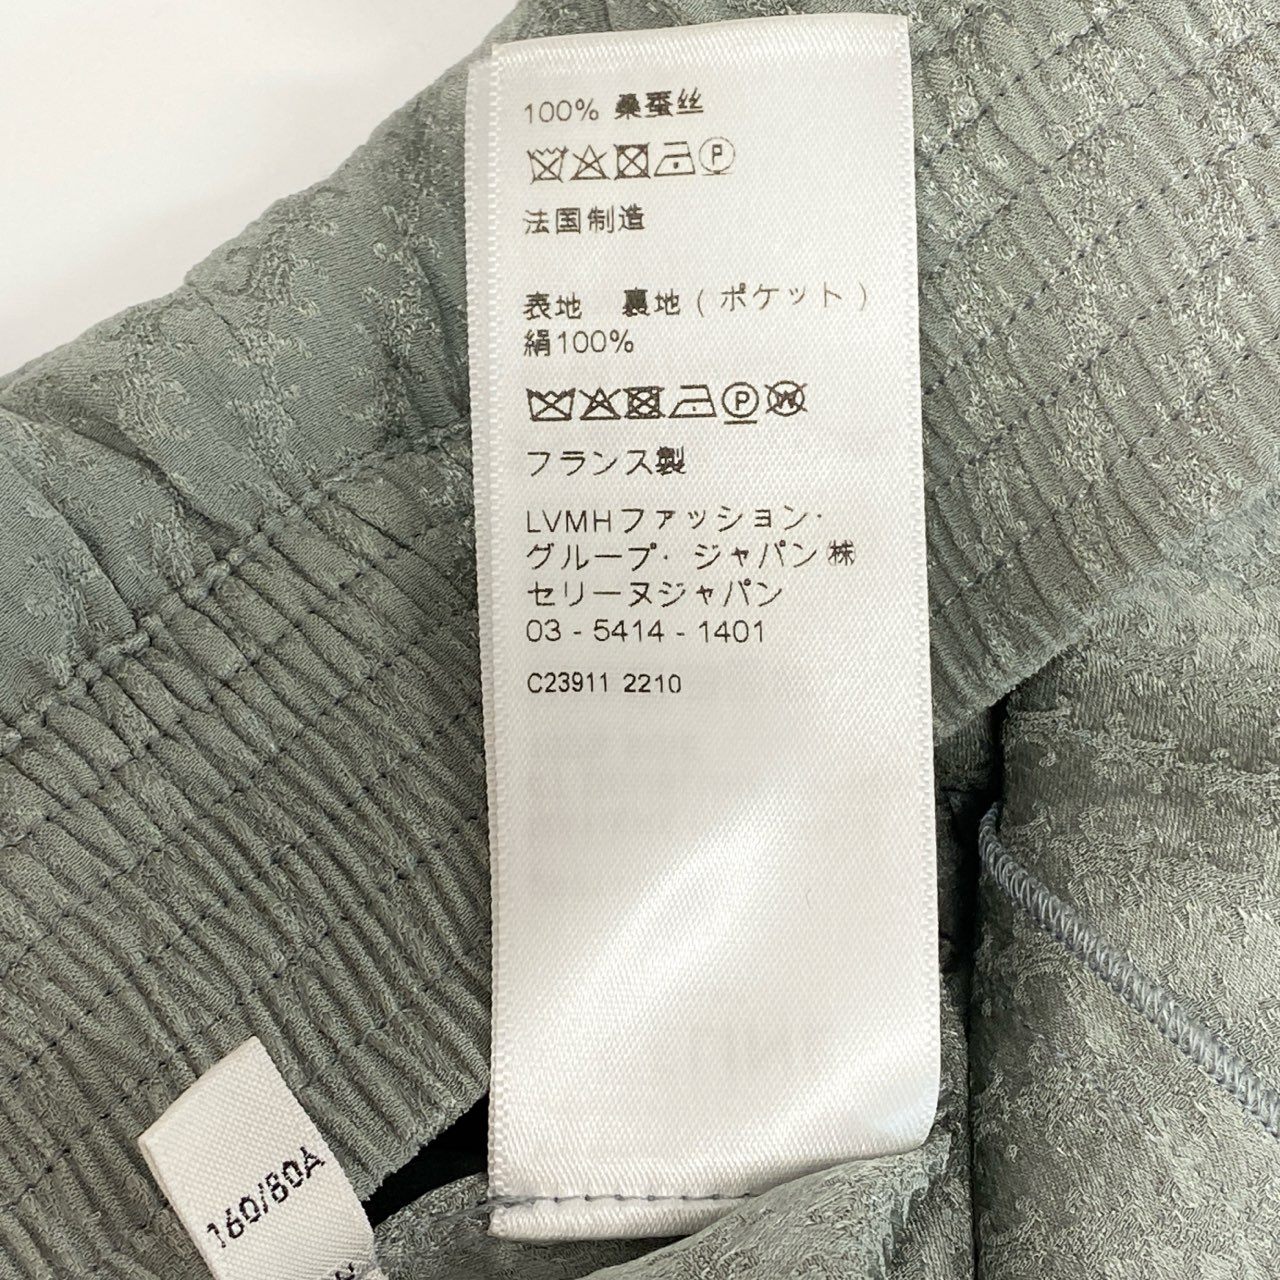 100% 桑蚕丝
P
法国制造
表地 裏地 ( ポケット )
絹100%
P W
フランス製
LVMHファッション・
グループ・ジャパン㈱
セリーヌジャパン
03 - 5414 - 1401
C23911 2210
160/80A